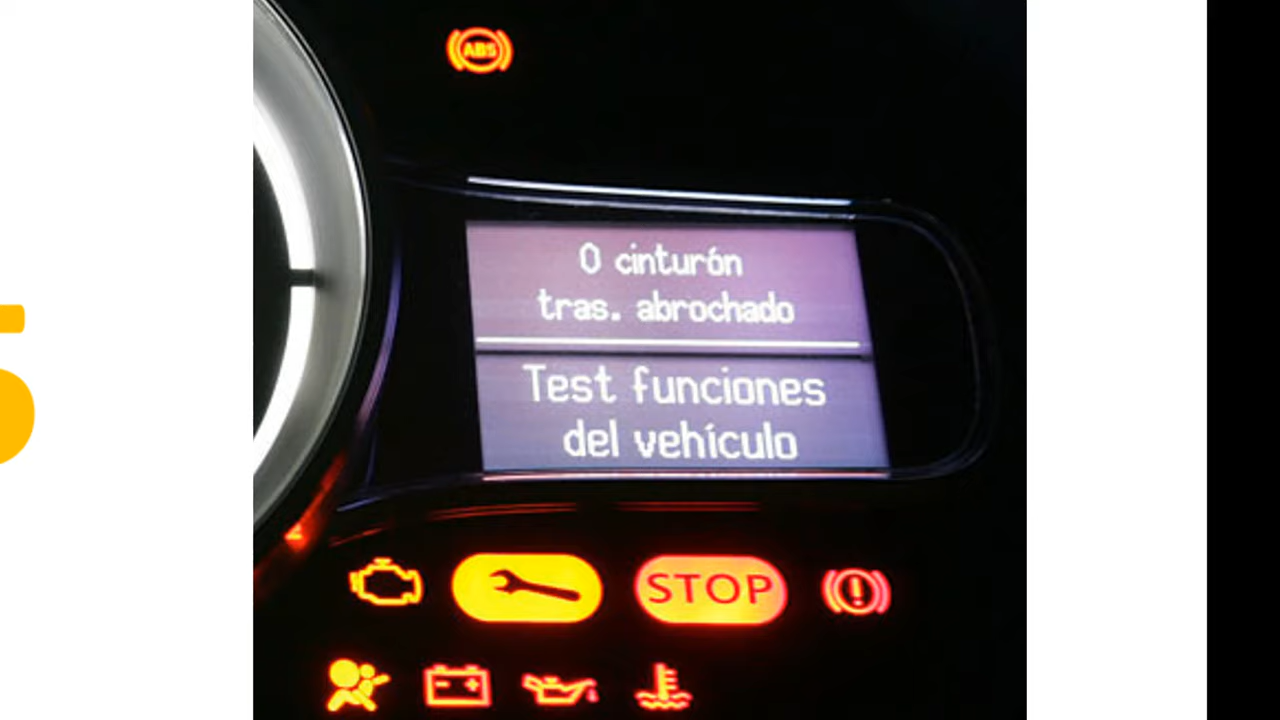 ABS
0 cinturón
tras. abrochado
Test funciones
del vehículo
STOP